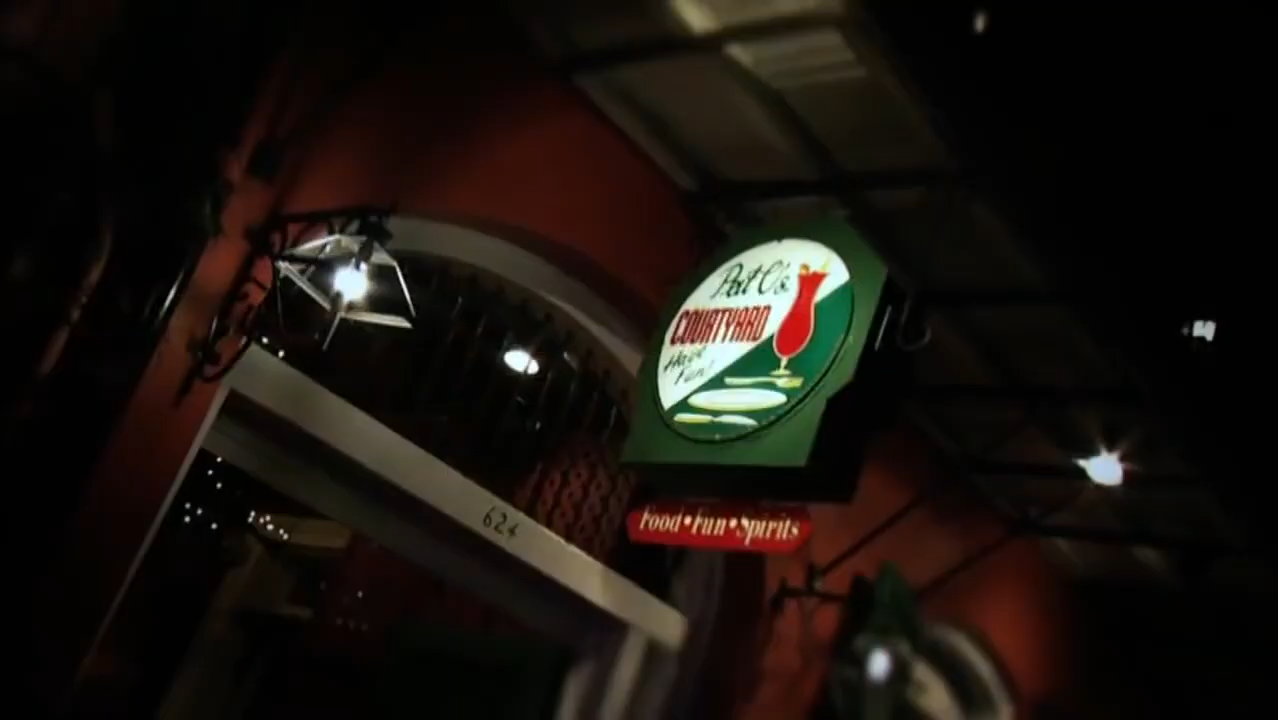 Pat O's
COURTYARD
Have
Fun!
Food • Fun • Spirits
624